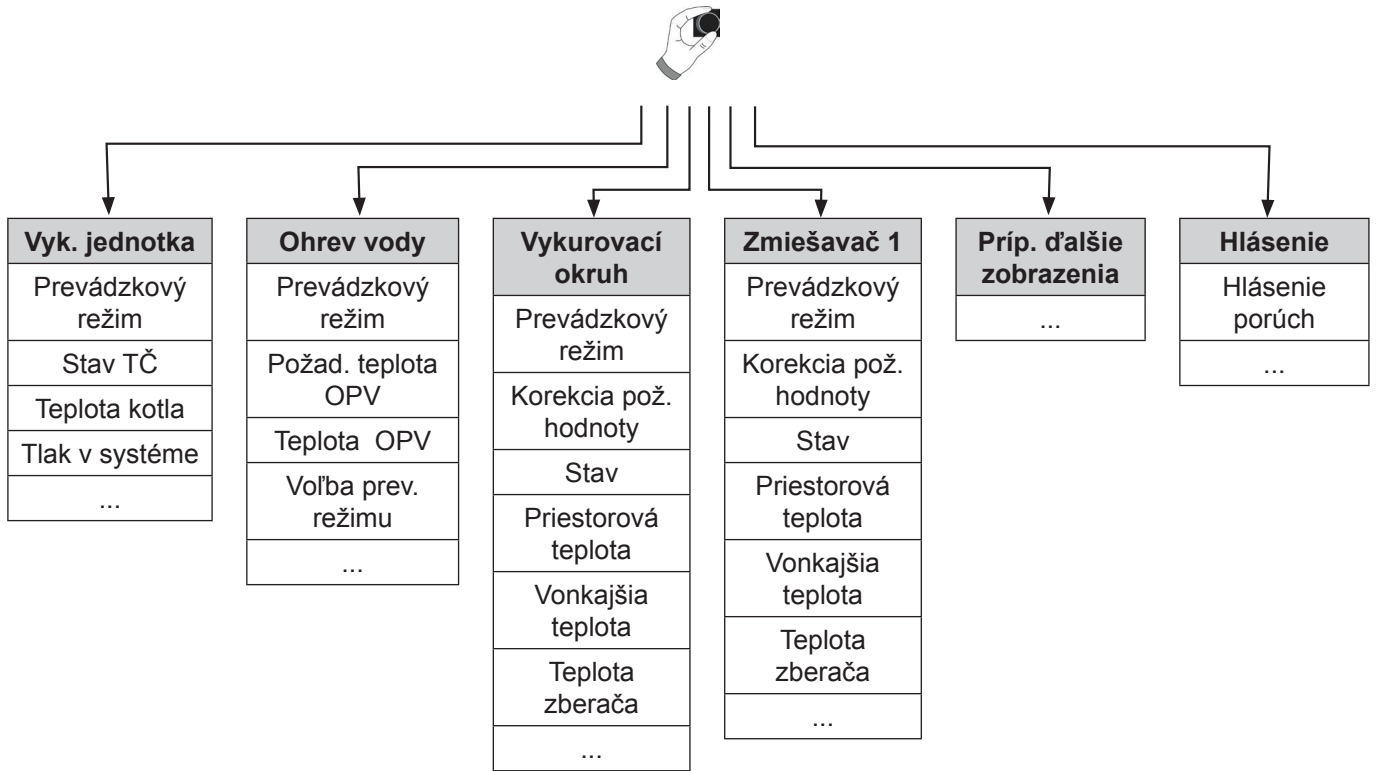 Vyk. jednotka
Prevádzkový
režim
Stav TČ
Teplota kotla
Tlak v systéme
...
Ohrev vody
Prevádzkový
režim
Požad. teplota
OPV
Teplota OPV
Voľba prev.
režimu
...
Vykurovací
okruh
Prevádzkový
režim
Korekcia pož.
hodnoty
Stav
Priestorová
teplota
Vonkajšia
teplota
Teplota
zberača
...
Zmiešavač 1
Prevádzkový
režim
Korekcia pož.
hodnoty
Stav
Priestorová
teplota
Vonkajšia
teplota
Teplota
zberača
...
Príp. ďalšie
zobrazenia
...
Hlásenie
Hlásenie
porúch
...